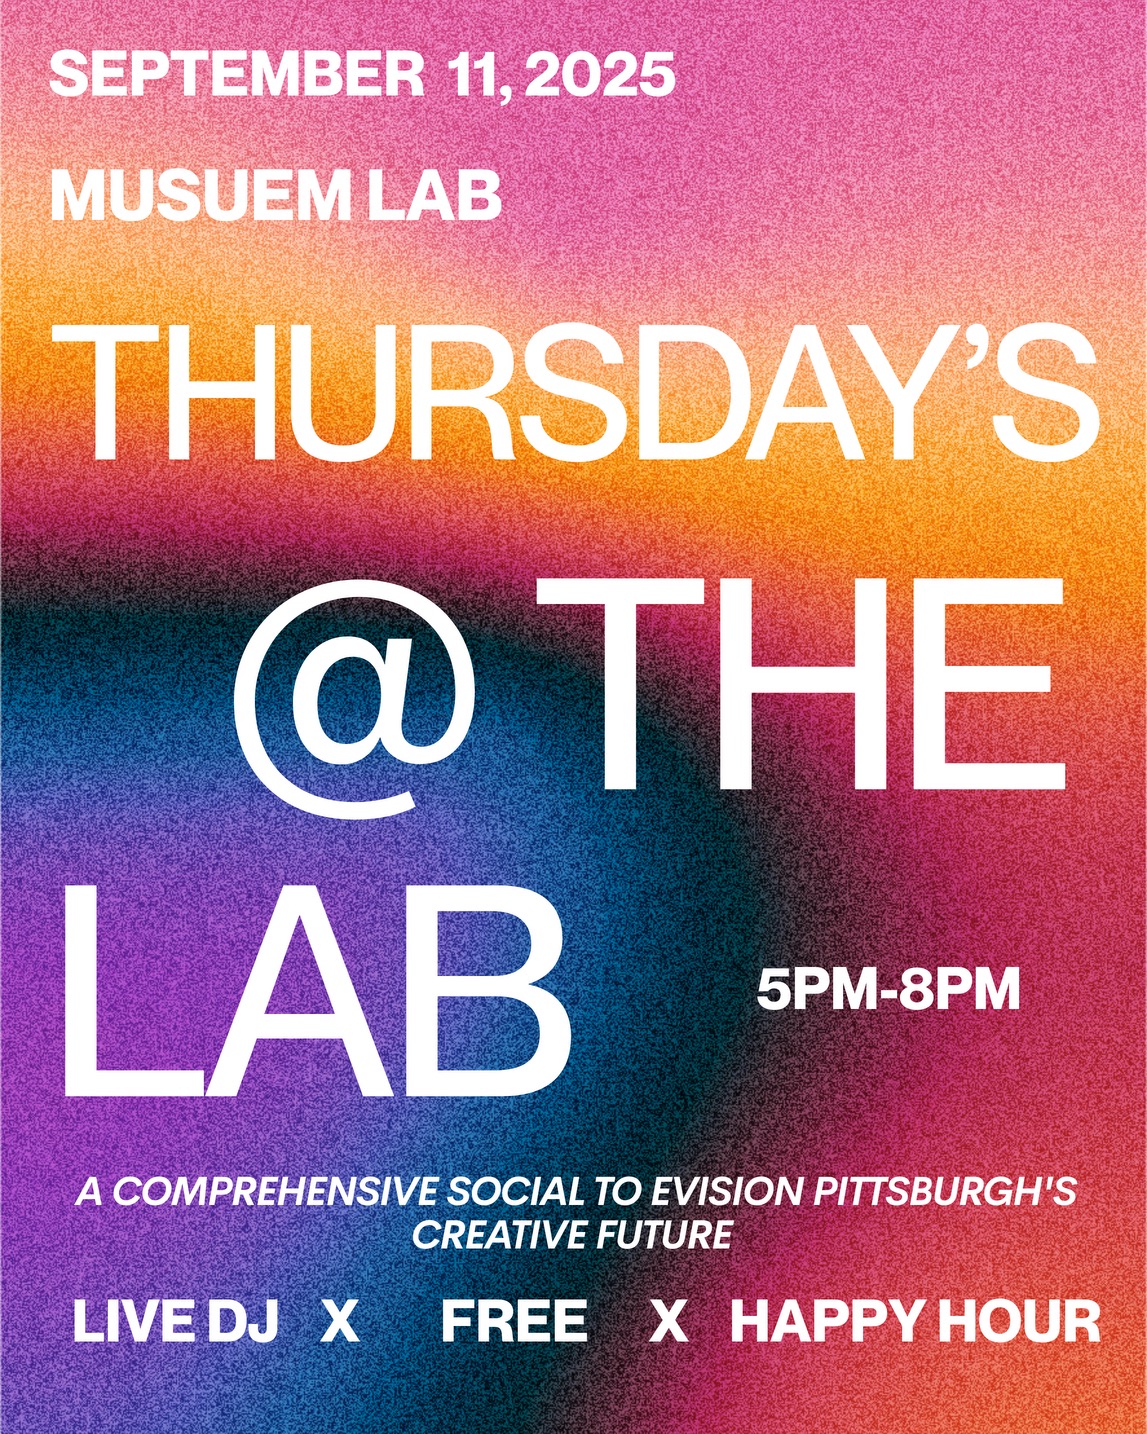 SEPTEMBER 11, 2025
MUSUEM LAB
THURSDAY’S
@ THE
LAB
5PM-8PM
A COMPREHENSIVE SOCIAL TO EVISION PITTSBURGH'S
CREATIVE FUTURE
LIVE DJ X FREE X HAPPY HOUR